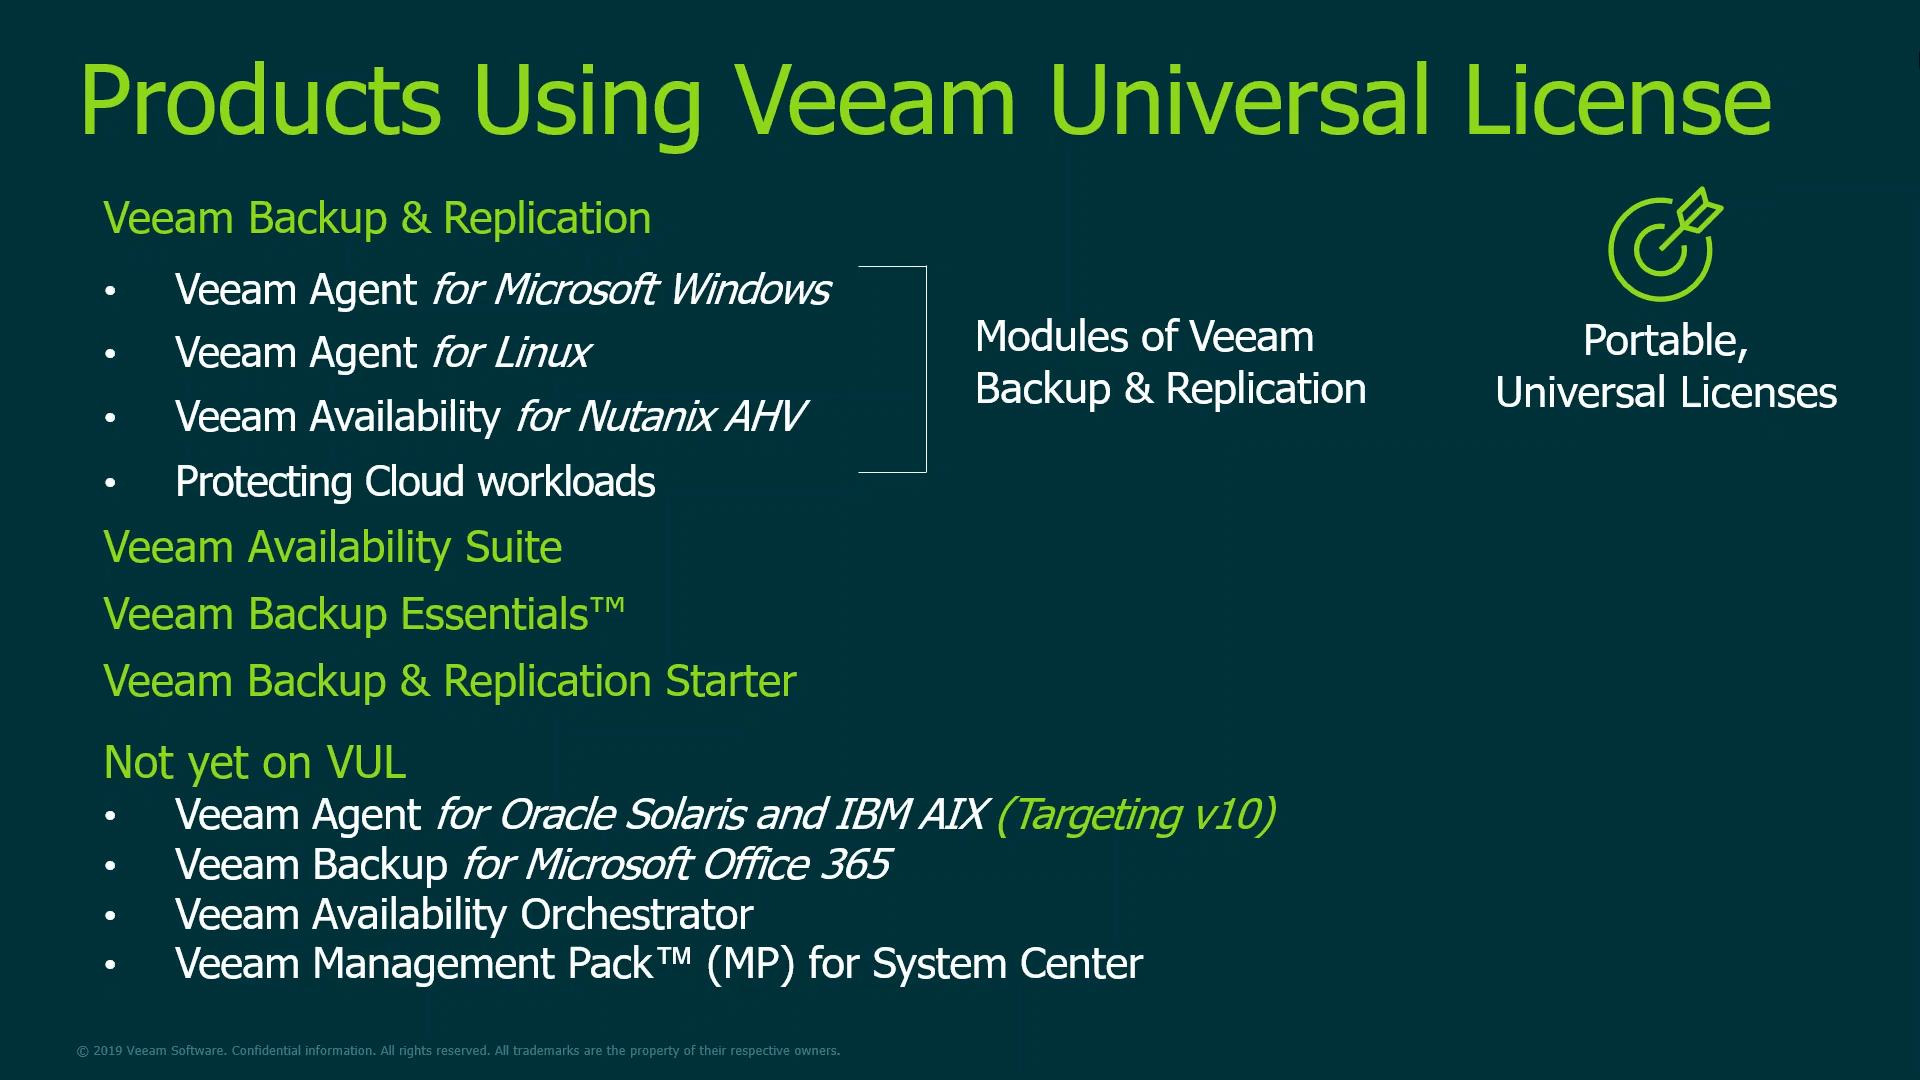 Products Using Veeam Universal License
Veeam Backup & Replication
• Veeam Agent for Microsoft Windows
• Veeam Agent for Linux
• Veeam Availability for Nutanix AHV
• Protecting Cloud workloads
Modules of Veeam
Backup & Replication
Portable,
Universal Licenses
Veeam Availability Suite
Veeam Backup Essentials™
Veeam Backup & Replication Starter
Not yet on VUL
• Veeam Agent for Oracle Solaris and IBM AIX (Targeting v10)
• Veeam Backup for Microsoft Office 365
• Veeam Availability Orchestrator
• Veeam Management Pack™ (MP) for System Center
© 2019 Veeam Software. Confidential information. All rights reserved. All trademarks are the property of their respective owners.